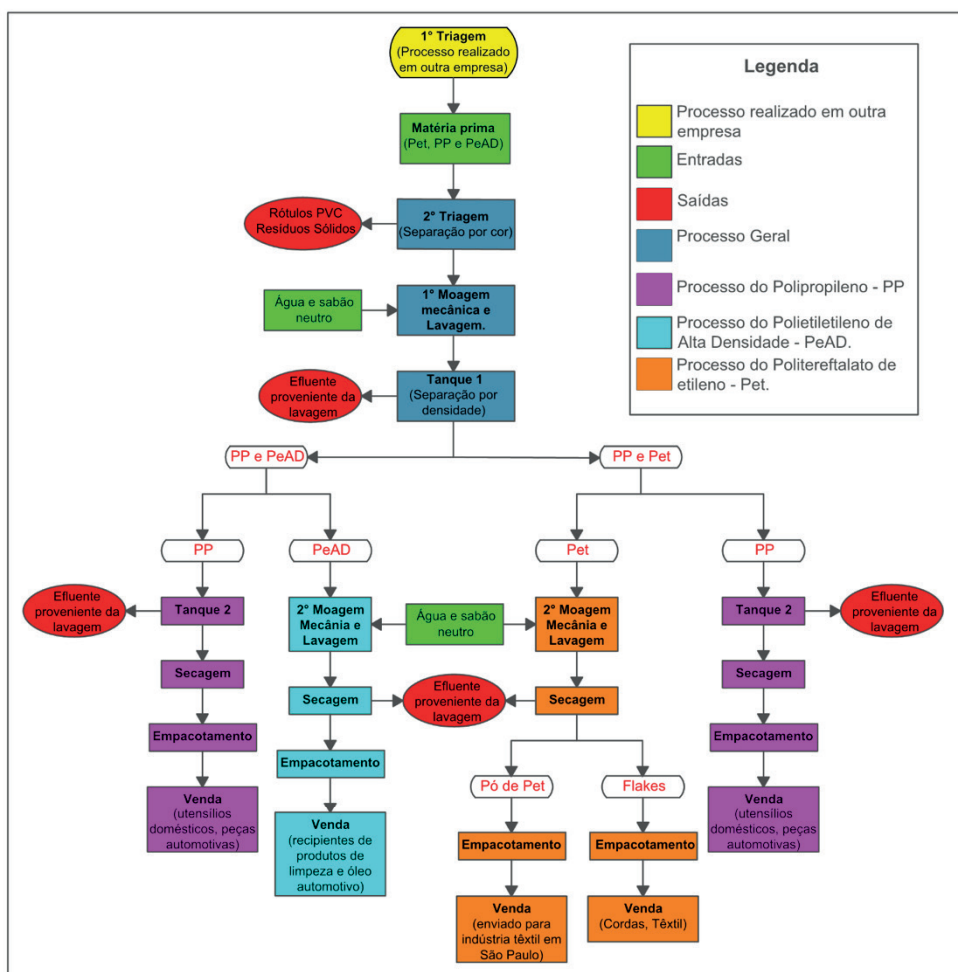 1° Triagem
(Processo realizado
em outra empresa)
Legenda
Processo realizado em outra
empresa
Entradas
Saídas
Processo Geral
Processo do Polipropileno - PP
Processo do Polietiletileno de
Alta Densidade - PeAD.
Processo do Politereftalato de
etileno - Pet.
Matéria prima
(Pet, PP e PeAD)
Rótulos PVC
Resíduos Sólidos
2° Triagem
(Separação por cor)
Água e sabão
neutro
1° Moagem
mecânica e
Lavagem.
Efluente
proveniente da
lavagem
Tanque 1
(Separação por
densidade)
PP e PeAD
PP e Pet
PP
PeAD
Pet
PP
Efluente
proveniente da
lavagem
Tanque 2
2° Moagem
Mecânia e
Lavagem
Água e sabão
neutro
2° Moagem
Mecânia e
Lavagem
Tanque 2
Efluente
proveniente da
lavagem
Secagem
Secagem
Efluente
proveniente da
lavagem
Secagem
Secagem
Empacotamento
Empacotamento
Pó de Pet
Flakes
Empacotamento
Venda
(utensílios
domésticos, peças
automotivas)
Venda
(recipientes de
produtos de
limpeza e óleo
automotivo)
Empacotamento
Empacotamento
Venda
(utensílios
domésticos, peças
automotivas)
Venda
(enviado para
indústria têxtil em
São Paulo)
Venda
(Cordas, Têxtil)